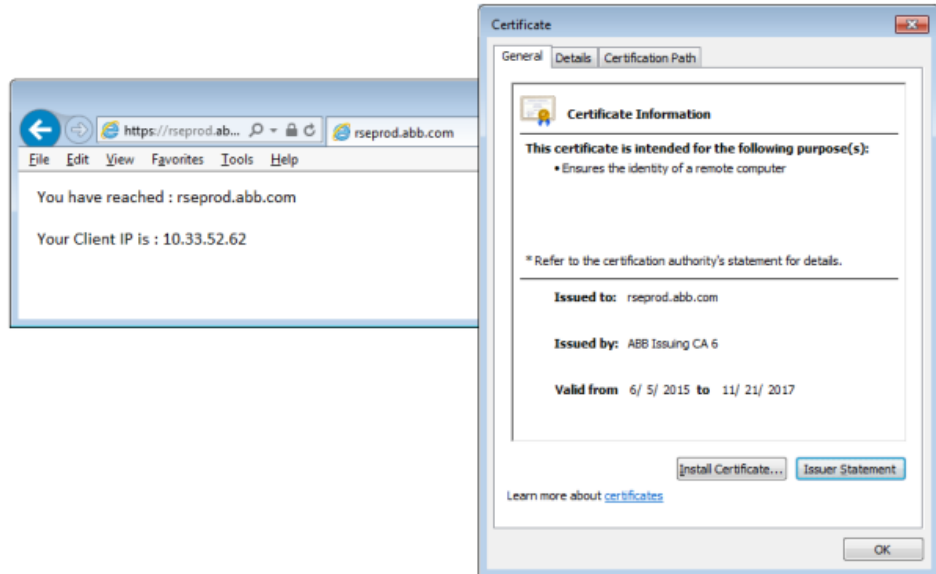 https://rseprod.ab...
rseprod.abb.com
File Edit View Favorites Tools Help
You have reached : rseprod.abb.com
Your Client IP is : 10.33.52.62
Certificate
General Details Certification Path
Certificate Information
This certificate is intended for the following purpose(s):
• Ensures the identity of a remote computer
* Refer to the certification authority's statement for details.
Issued to: rseprod.abb.com
Issued by: ABB Issuing CA 6
Valid from 6/ 5/ 2015 to 11/ 21/ 2017
Install Certificate... Issuer Statement
Learn more about certificates
OK